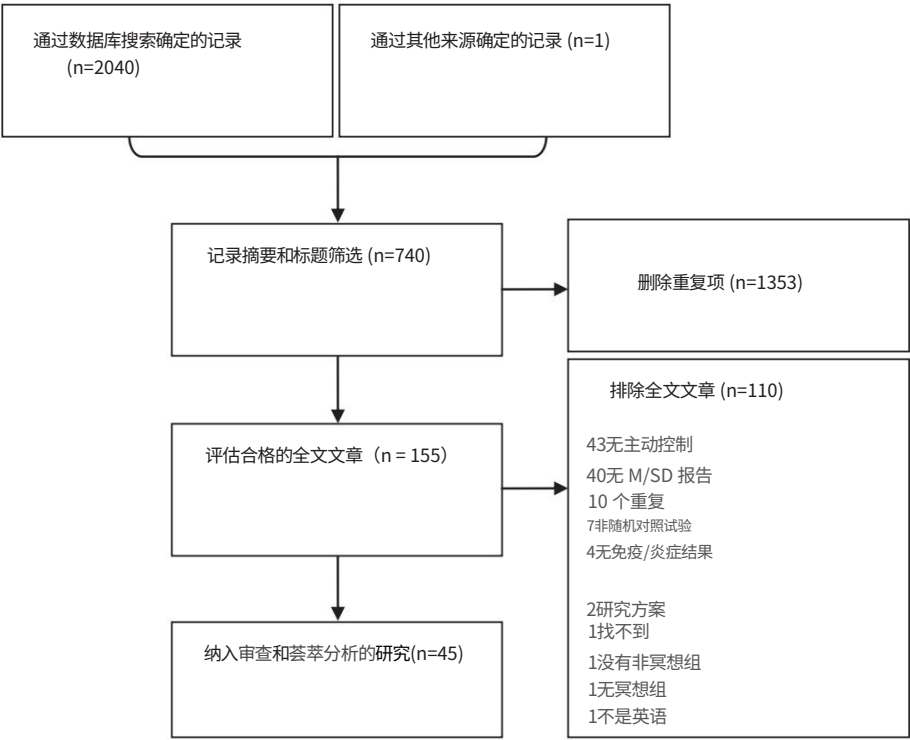 通过数据库搜索确定的记录
(n=2040)
通过其他来源确定的记录 (n=1)
记录摘要和标题筛选 (n=740)
删除重复项 (n=1353)
评估合格的全文文章（n = 155）
排除全文文章 (n=110)
43无主动控制
40无 M/SD 报告
10 个重复
7非随机对照试验
4无免疫/炎症结果
2研究方案
1找不到
1没有非冥想组
1无冥想组
1不是英语
纳入审查和荟萃分析的研究(n=45)